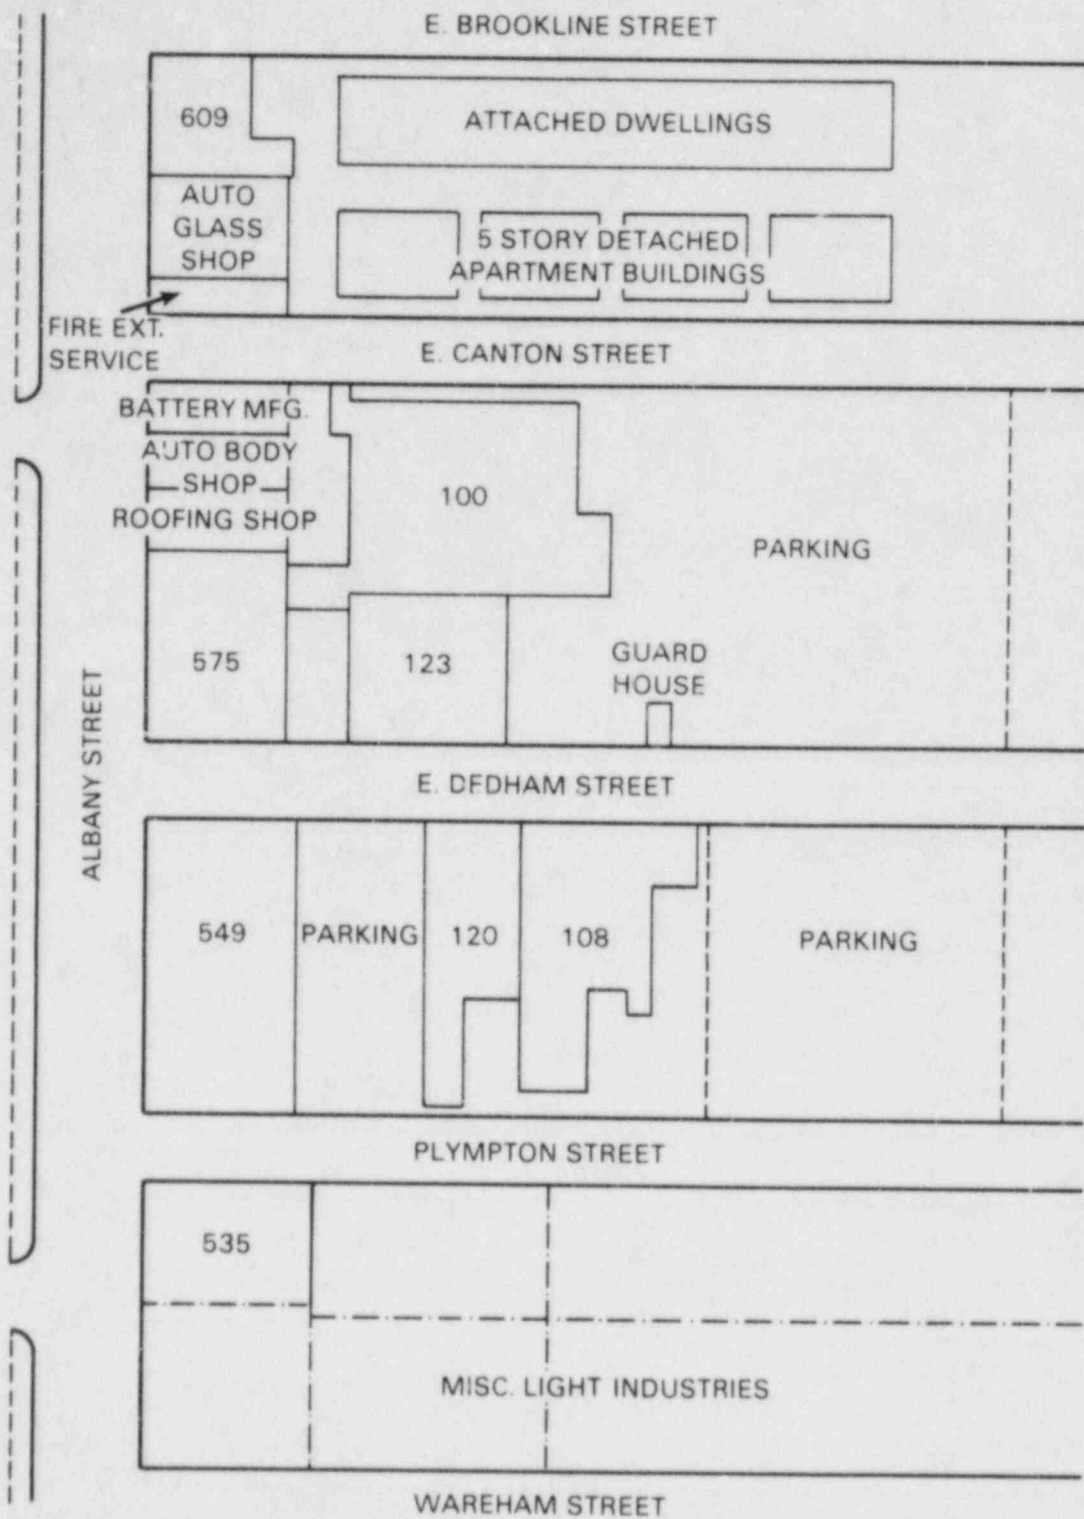 E. BROOKLINE STREET
609
ATTACHED DWELLINGS
AUTO
GLASS
SHOP
5 STORY DETACHED
APARTMENT BUILDINGS
FIRE EXT.
SERVICE
E. CANTON STREET
BATTERY MFG.
AUTO BODY
SHOP
ROOFING SHOP
100
PARKING
575
123
GUARD
HOUSE
ALBANY STREET
E. DEDHAM STREET
549
PARKING
120
108
PARKING
PLYMPTON STREET
535
MISC. LIGHT INDUSTRIES
WAREHAM STREET